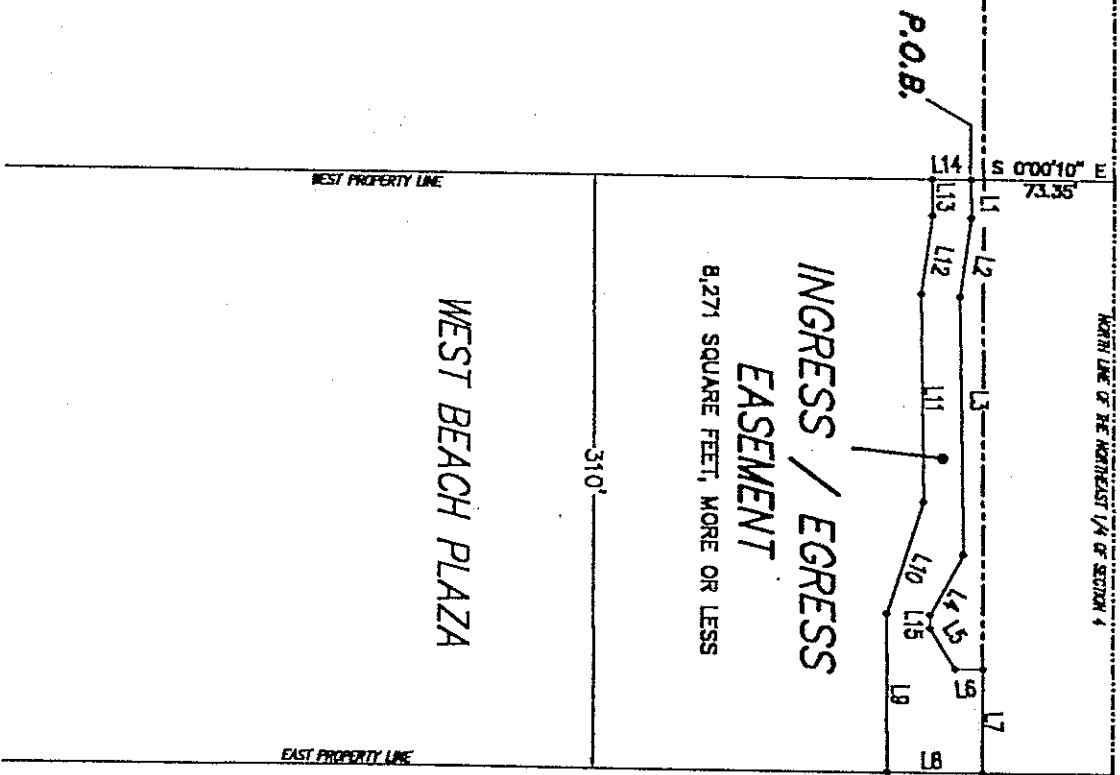 NORTH LINE OF THE NORTHEAST 1/4 OF SECTION 4
P.O.B.
S 0°00'10" E
73.35'
L14
L1
L13
L2
L12
L3
L11
L4
L10
L5
L15
L6
L7
L9
L8
WEST PROPERTY LINE
INGRESS / EGRESS
EASEMENT
8,271 SQUARE FEET, MORE OR LESS
310'
WEST BEACH PLAZA
EAST PROPERTY LINE